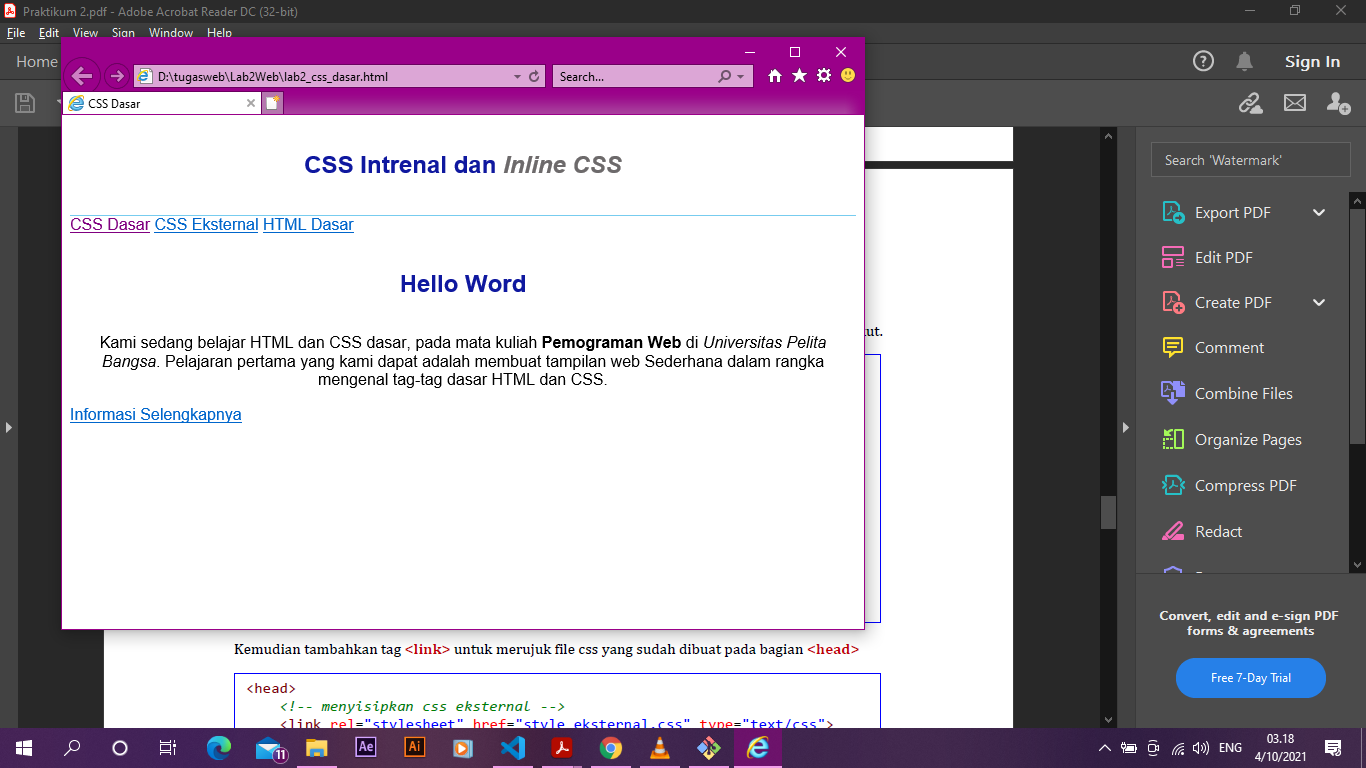 Praktikum 2.pdf - Adobe Acrobat Reader DC (32-bit)
File Edit View Sign Window Help
Home
Sign In
D:\tugasweb\Lab2Web\lab2_css_dasar.html
Search...
CSS Dasar
CSS Intrenal dan Inline CSS
CSS Dasar CSS Eksternal HTML Dasar
Hello Word
Kami sedang belajar HTML dan CSS dasar, pada mata kuliah Pemograman Web di Universitas Pelita
Bangsa. Pelajaran pertama yang kami dapat adalah membuat tampilan web Sederhana dalam rangka
mengenal tag-tag dasar HTML dan CSS.
Informasi Selengkapnya
Kemudian tambahkan tag <link> untuk merujuk file css yang sudah dibuat pada bagian <head>
<head>
<!-- menyisipkan css eksternal -->
<link rel="stylesheet" href="style_eksternal.css" type="text/css">
Search 'Watermark'
Export PDF
Edit PDF
Create PDF
Comment
Combine Files
Organize Pages
Compress PDF
Redact
Convert, edit and e-sign PDF
forms & agreements
Free 7-Day Trial
11
Ae
Ai
ENG
03.18
4/10/2021